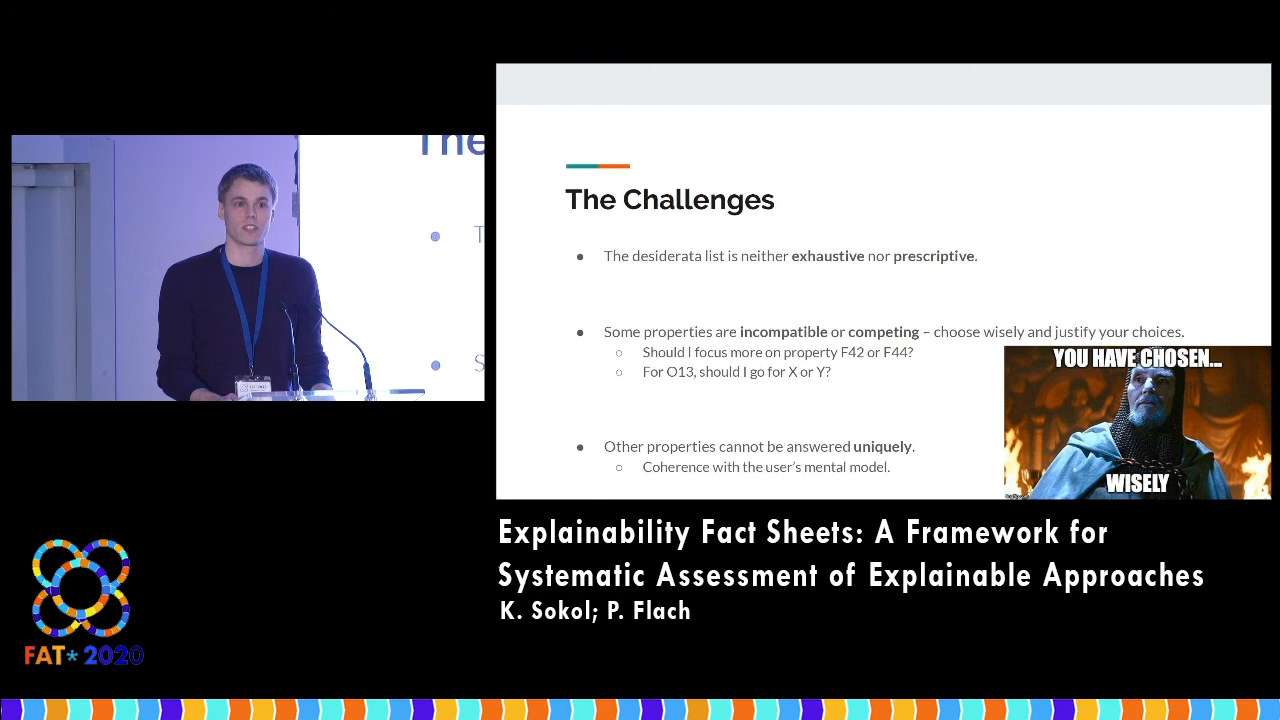 The
The Challenges
● The desiderata list is neither exhaustive nor prescriptive.
● Some properties are incompatible or competing – choose wisely and justify your choices.
○ Should I focus more on property F42 or F44?
○ For O13, should I go for X or Y?
● Other properties cannot be answered uniquely.
○ Coherence with the user's mental model.
YOU HAVE CHOSEN...
WISELY
Explainability Fact Sheets: A Framework for
Systematic Assessment of Explainable Approaches
K. Sokol; P. Flach
FAT* 2020